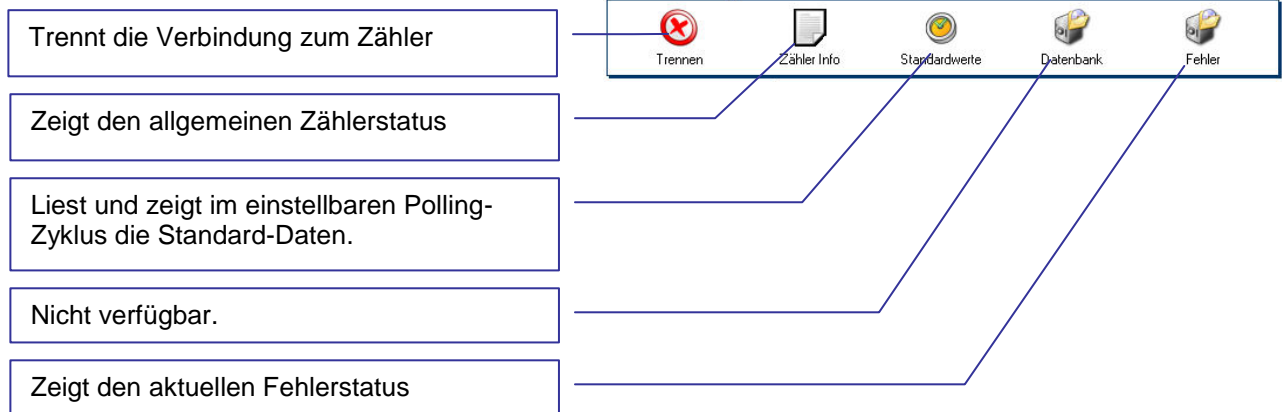 Trennt die Verbindung zum Zähler
Trennen
Zähler Info
Standardwerte
Datenbank
Fehler
Zeigt den allgemeinen Zählerstatus
Liest und zeigt im einstellbaren Polling-
Zyklus die Standard-Daten.
Nicht verfügbar.
Zeigt den aktuellen Fehlerstatus